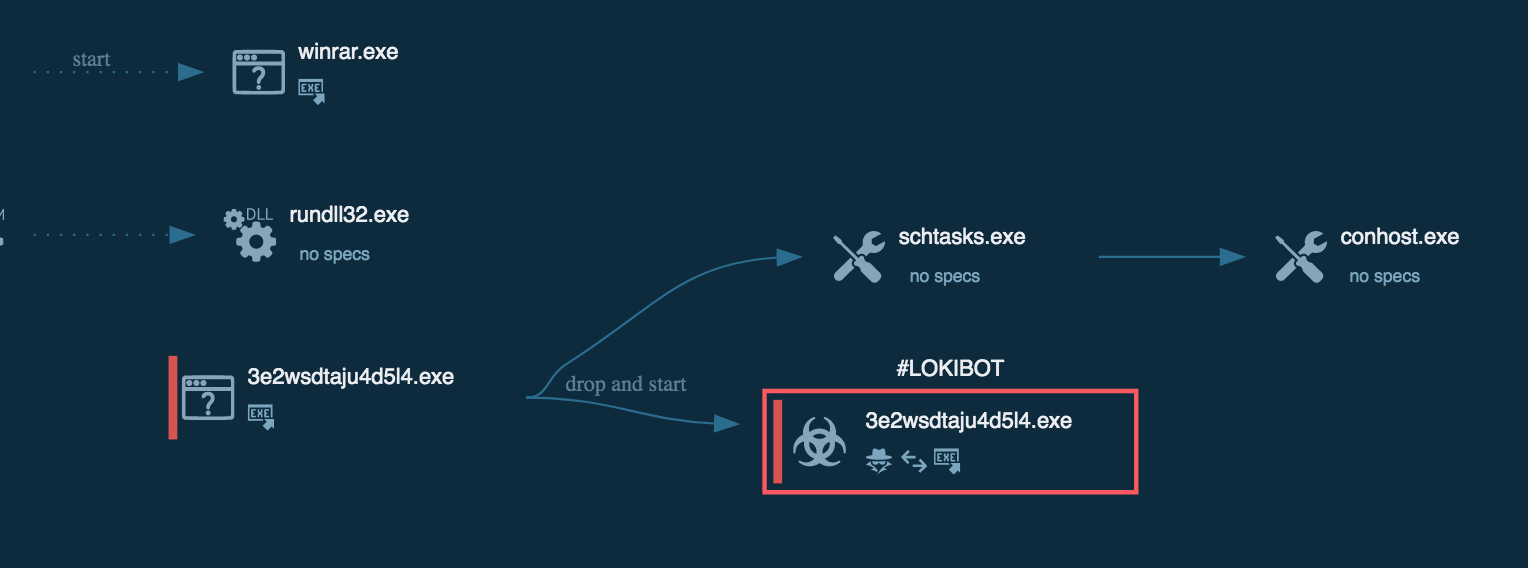 start
winrar.exe
EXE
M
DLL
rundll32.exe
no specs
schtasks.exe
no specs
conhost.exe
no specs
3e2wsdtaju4d5l4.exe
EXE
drop and start
#LOKIBOT
3e2wsdtaju4d5l4.exe
EXE